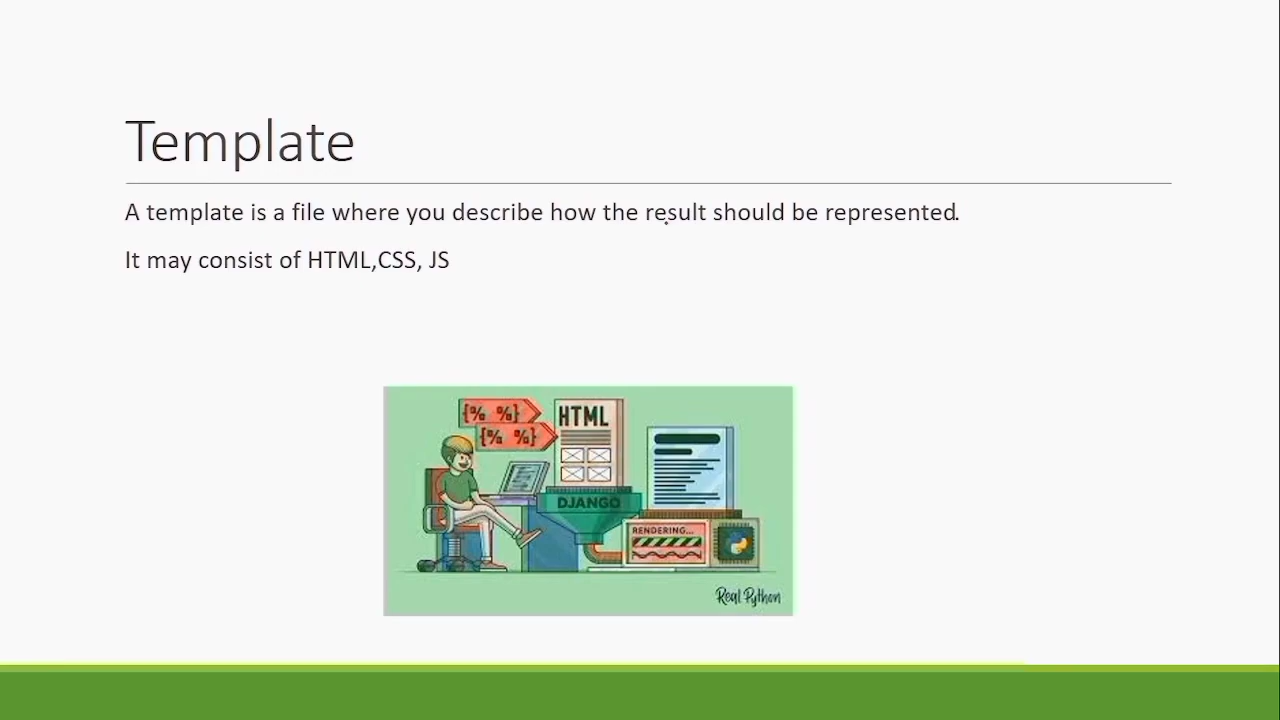 Template
A template is a file where you describe how the result should be represented.
It may consist of HTML,CSS, JS
{% %}
{% %}
HTML
DJANGO
RENDERING...
Real Python